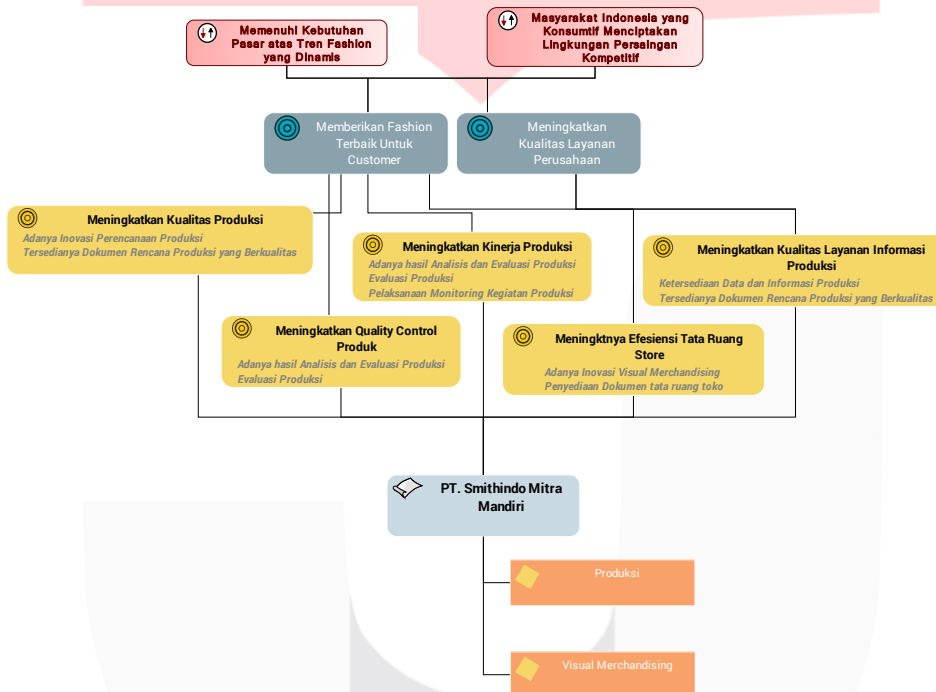 Memenuhi Kebutuhan
Pasar atas Tren Fashion
yang Dinamis
Masyarakat Indonesia yang
Konsumtif Menciptakan
Lingkungan Persaingan
Kompetitif
Memberikan Fashion
Terbaik Untuk
Customer
Meningkatkan
Kualitas Layanan
Perusahaan
Meningkatkan Kualitas Produksi
Adanya Inovasi Perencanaan Produksi
Tersedianya Dokumen Rencana Produksi yang Berkualitas
Meningkatkan Kinerja Produksi
Adanya hasil Analisis dan Evaluasi Produksi
Evaluasi Produksi
Pelaksanaan Monitoring Kegiatan Produksi
Meningkatkan Kualitas Layanan Informasi
Produksi
Ketersediaan Data dan Informasi Produksi
Tersedianya Dokumen Rencana Produksi yang Berkualitas
Meningkatkan Quality Control
Produk
Adanya hasil Analisis dan Evaluasi Produksi
Evaluasi Produksi
Meningktnya Efesiensi Tata Ruang
Store
Adanya Inovasi Visual Merchandising
Penyediaan Dokumen tata ruang toko
PT. Smithindo Mitra
Mandiri
Produksi
Visual Merchandising